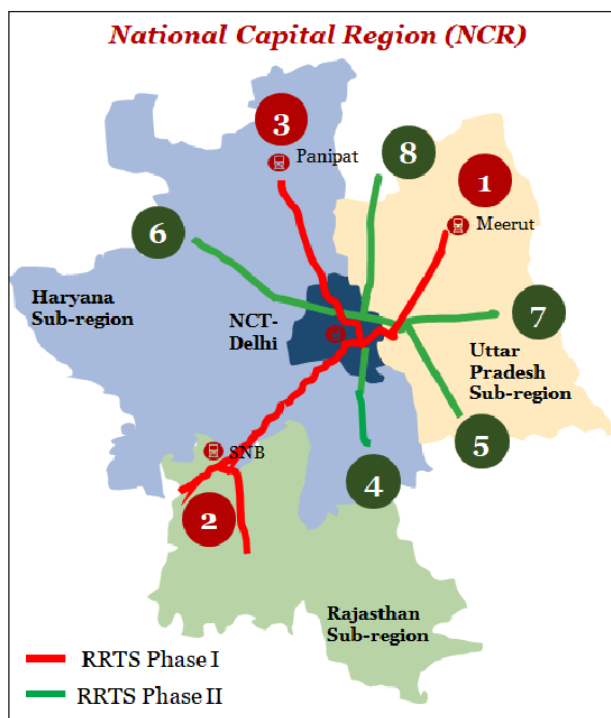 National Capital Region (NCR)
3
Panipat
8
1
Meerut
6
Haryana
Sub-region
NCT-
Delhi
7
Uttar
Pradesh
Sub-region
5
SNB
4
2
Rajasthan
Sub-region
RRTS Phase I
RRTS Phase II